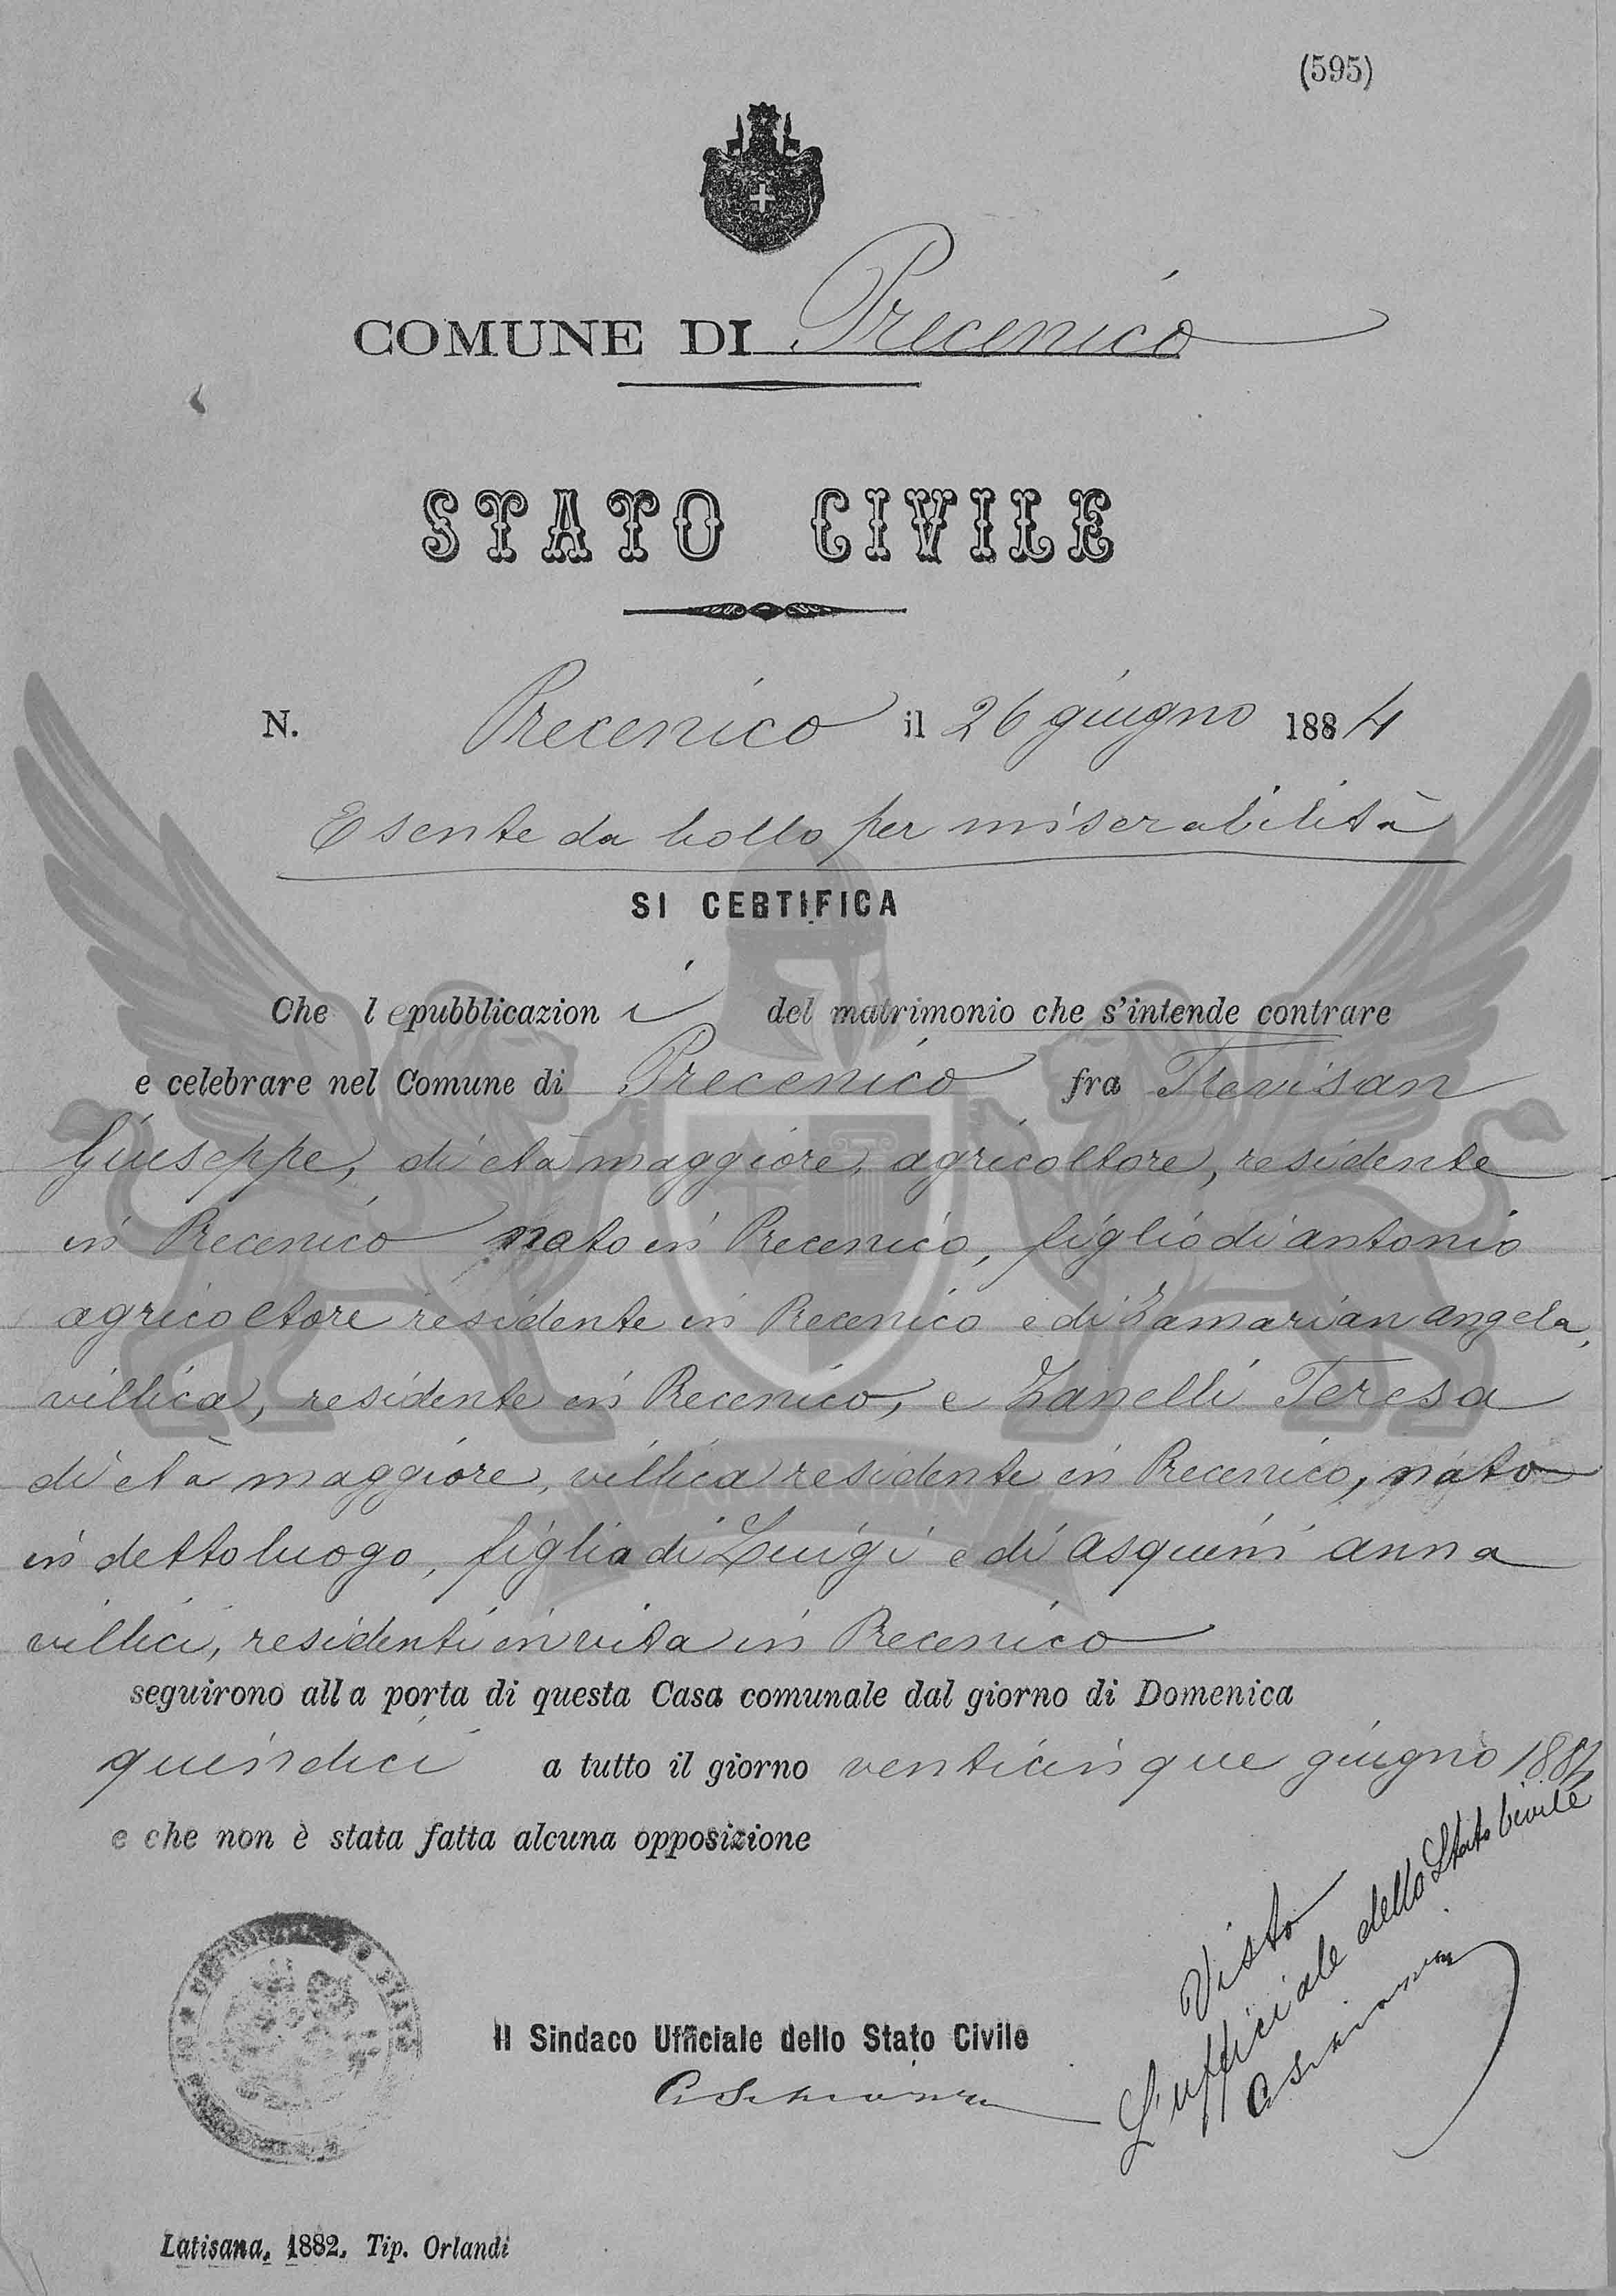 (595)
COMUNE DI Precenico
STATO CIVILE
N. Precenico il 26 giugno 1884
Esente da bollo per miserabilità
SI CERTIFICA
Che le pubblicazioni del matrimonio che s'intende contrare
e celebrare nel Comune di Precenico fra Trevisan
Giuseppe, di età maggiore, agricoltore, residente
in Precenico nato in Precenico, figlio di antonio
agricoltore residente in Precenico e di Zamarian angela,
villica, residente in Precenico, e Zanelli Teresa
di età maggiore, villica residente in Precenico, nato
in detto luogo, figlia di Luigi e di asquini anna
villici, residenti in vita in Precenico
seguirono alla porta di questa Casa comunale dal giorno di Domenica
quindici a tutto il giorno venticinque giugno 1884
e che non è stata fatta alcuna opposizione
Visto
L'ufficiale dello Stato Civile
Il Sindaco Ufficiale dello Stato Civile
Latisana, 1882, Tip. Orlandi